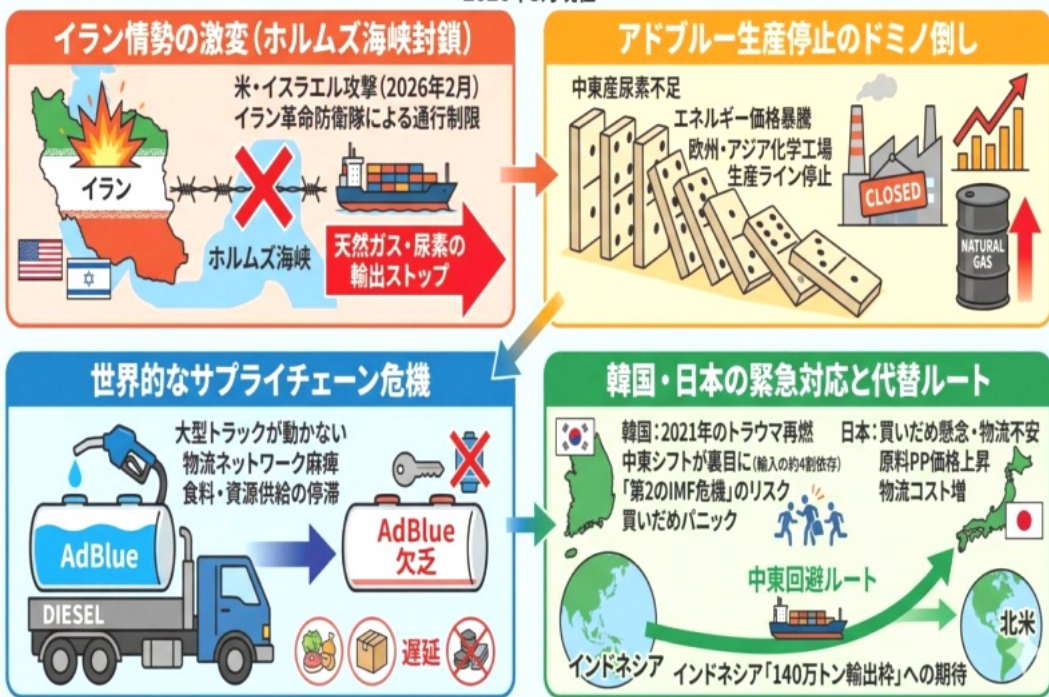 イラン情勢の激変(ホルムズ海峡封鎖)
米・イスラエル攻撃(2026年2月)
イラン革命防衛隊による通行制限
イラン
ホルムズ海峡
天然ガス・尿素の
輸出ストップ
アドブルー生産停止のドミノ倒し
中東産尿素不足
エネルギー価格暴騰
欧州・アジア化学工場
生産ライン停止
CLOSED
NATURAL
GAS
世界的なサプライチェーン危機
大型トラックが動かない
物流ネットワーク麻痺
食料・資源供給の停滞
AdBlue
DIESEL
AdBlue
欠乏
遅延
韓国・日本の緊急対応と代替ルート
韓国:2021年のトラウマ再燃
中東シフトが裏目に(輸入の約4割依存)
「第2のIMF危機」のリスク
買いだめパニック
日本:買いだめ懸念・物流不安
原料PP価格上昇
物流コスト増
中東回避ルート
インドネシア
北米
インドネシア「140万トン輸出枠」への期待